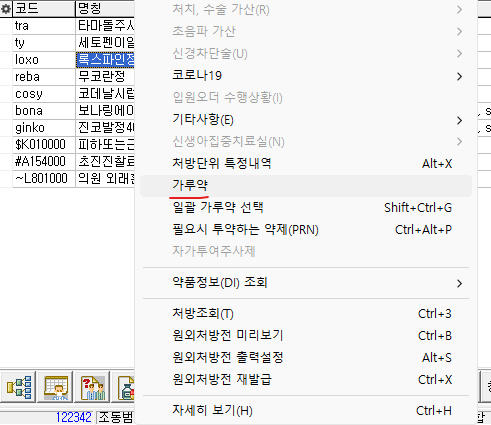 코드 명칭
tra 타마돌주사
ty 세토펜이알
loxo 록스파인정
reba 무코란정
cosy 코데날시럽
bona 보나링에이
ginko 진코발정40
$K010000 피하또는근
#A154000 초진진찰료
~L801000 의원 외래환
처치, 수술 가산(R)
초음파 가산
신경차단술(U)
코로나19
입원오더 수행상황(I)
기타사항(E)
신생아집중치료실(N)
처방단위 특정내역 Alt+X
가루약
일괄 가루약 선택 Shift+Ctrl+G
필요시 투약하는 약제(PRN) Ctrl+Alt+P
자가투여주사제
약품정보(DI) 조회
처방조회(T) Ctrl+3
원외처방전 미리보기 Ctrl+B
원외처방전 출력설정 Alt+S
원외처방전 재발급 Ctrl+X
자세히 보기(H) Ctrl+H
122342 조동범
합